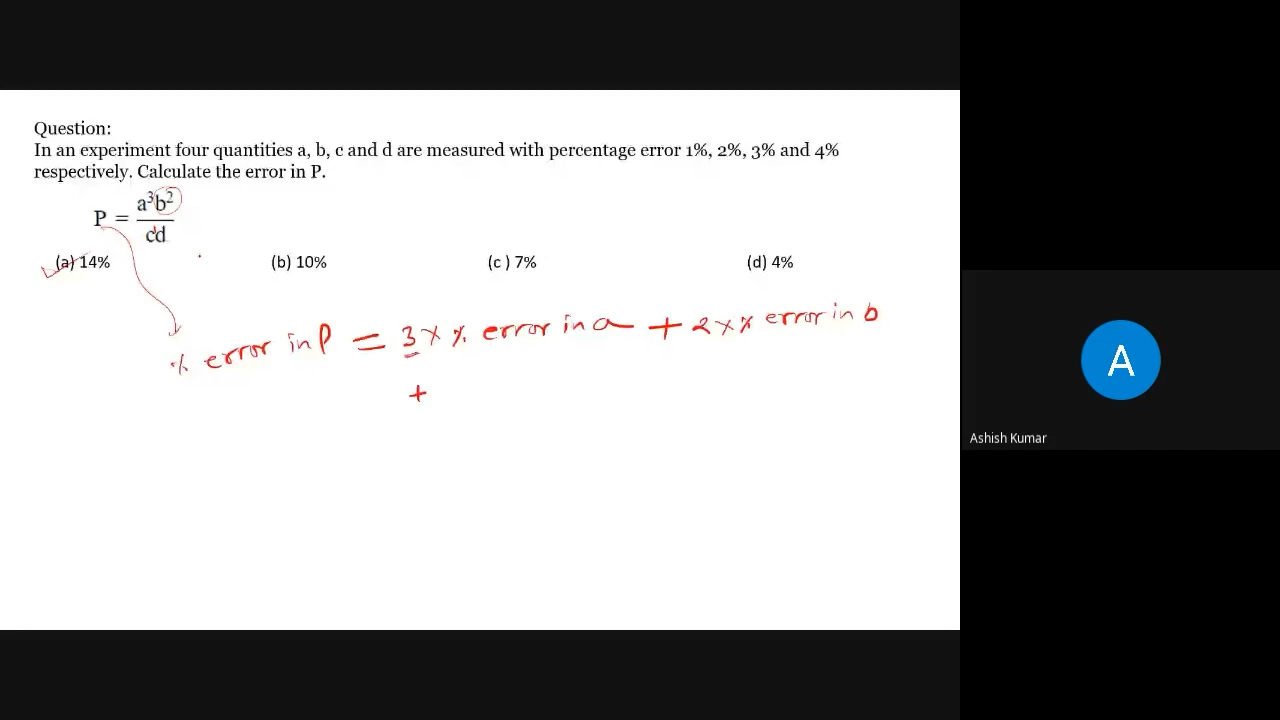 Question:
In an experiment four quantities a, b, c and d are measured with percentage error 1%, 2%, 3% and 4%
respectively. Calculate the error in P.
P = a³b²/cd
(a) 14% (b) 10% (c ) 7% (d) 4%
% error in P = 3 × % error in a + 2 × % error in b
+
A
Ashish Kumar